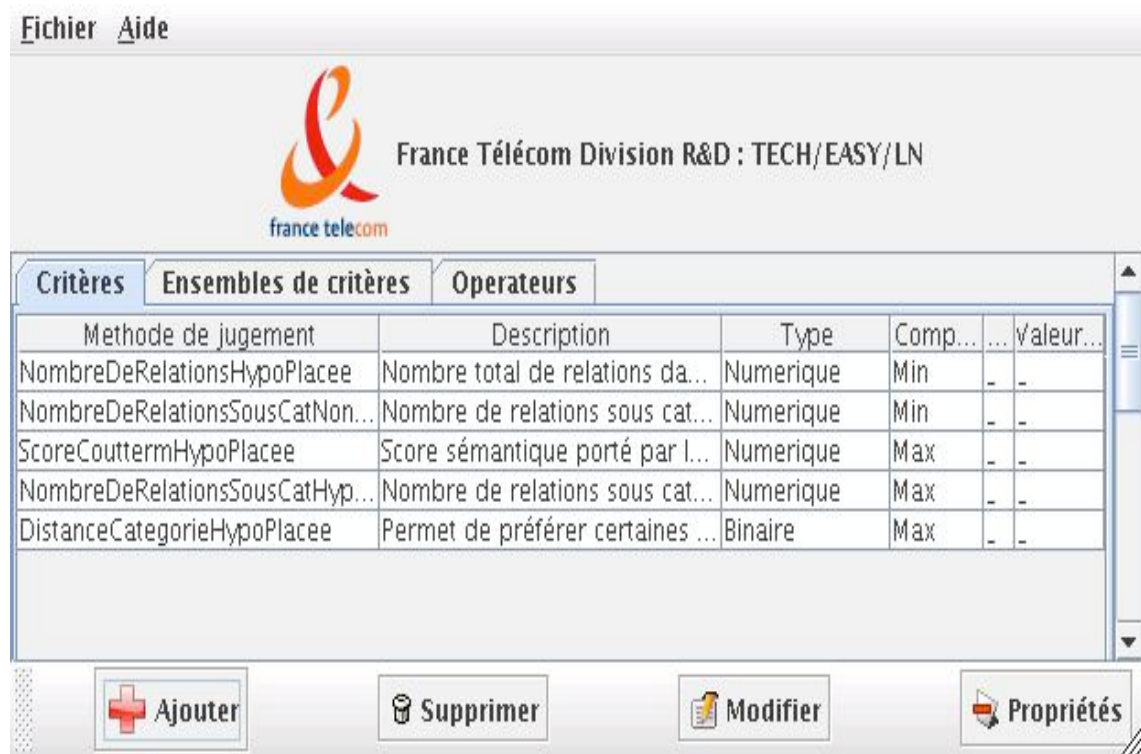 Fichier Aide
France Télécom Division R&D : TECH/EASY/LN
france telecom
Critères Ensembles de critères Operateurs
Methode de jugement Description Type Comp... ... Valeur...
NombreDeRelationsHypoPlacee Nombre total de relations da... Numerique Min _ _
NombreDeRelationsSousCatNon... Nombre de relations sous cat... Numerique Min _ _
ScoreCouttermHypoPlacee Score sémantique porté par l... Numerique Max _ _
NombreDeRelationsSousCatHyp... Nombre de relations sous cat... Numerique Max _ _
DistanceCategorieHypoPlacee Permet de préférer certaines ... Binaire Max _ _
Ajouter Supprimer Modifier Propriétés